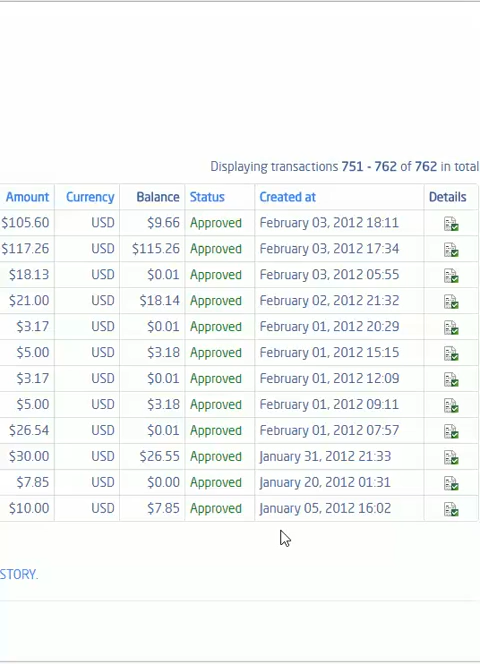 Displaying transactions 751 - 762 of 762 in total
Amount Currency Balance Status Created at Details
$105.60 USD $9.66 Approved February 03, 2012 18:11
$117.26 USD $115.26 Approved February 03, 2012 17:34
$18.13 USD $0.01 Approved February 03, 2012 05:55
$21.00 USD $18.14 Approved February 02, 2012 21:32
$3.17 USD $0.01 Approved February 01, 2012 20:29
$5.00 USD $3.18 Approved February 01, 2012 15:15
$3.17 USD $0.01 Approved February 01, 2012 12:09
$5.00 USD $3.18 Approved February 01, 2012 09:11
$26.54 USD $0.01 Approved February 01, 2012 07:57
$30.00 USD $26.55 Approved January 31, 2012 21:33
$7.85 USD $0.00 Approved January 20, 2012 01:31
$10.00 USD $7.85 Approved January 05, 2012 16:02
STORY.